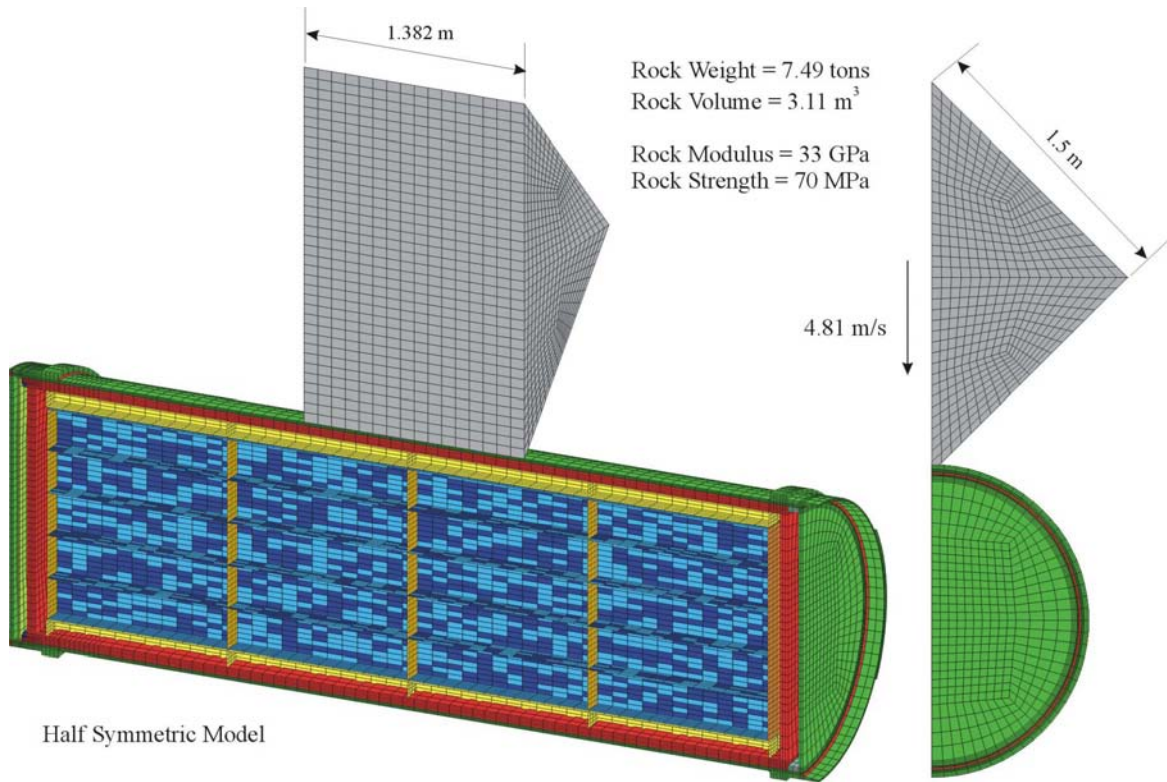 1.382 m
Rock Weight = 7.49 tons
Rock Volume = 3.11 m³
Rock Modulus = 33 GPa
Rock Strength = 70 MPa
1.5 m
4.81 m/s
Half Symmetric Model